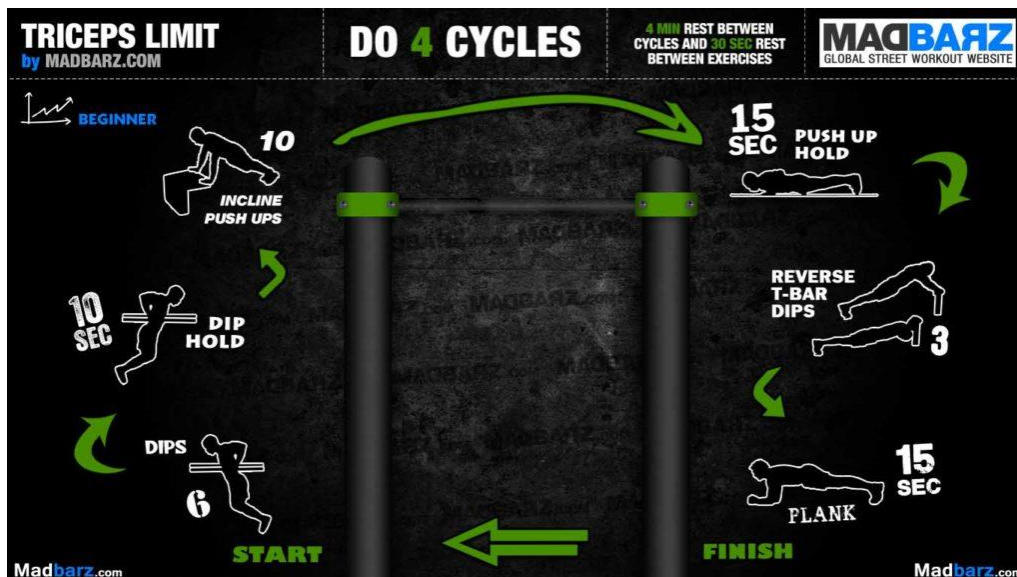 TRICEPS LIMIT
by MADBARZ.COM
DO 4 CYCLES
4 MIN REST BETWEEN
CYCLES AND 30 SEC REST
BETWEEN EXERCISES
MADBARZ
GLOBAL STREET WORKOUT WEBSITE
BEGINNER
10
INCLINE
PUSH UPS
15
SEC
PUSH UP
HOLD
10
SEC
DIP
HOLD
REVERSE
T-BAR
DIPS
3
DIPS
6
15
SEC
PLANK
START
FINISH
Madbarz.com
Madbarz.com